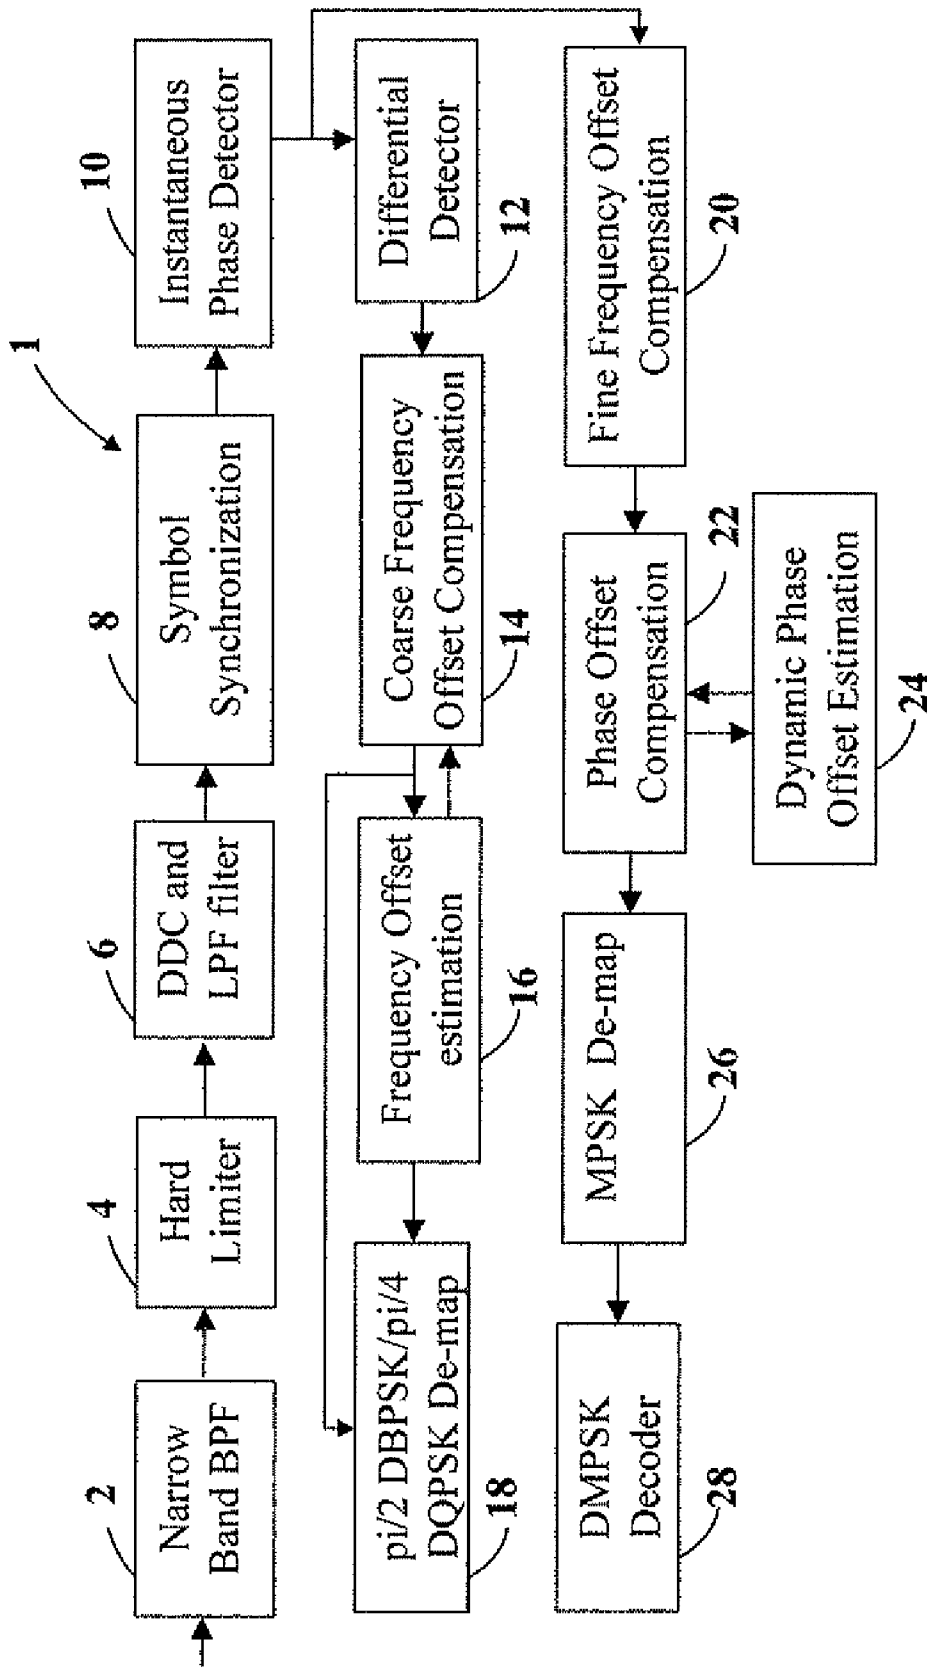 1
2
Narrow
Band BPF
4
Hard
Limiter
6
DDC and
LPF filter
8
Symbol
Synchronization
10
Instantaneous
Phase Detector
pi/2 DBPSK/pi/4
DQPSK De-map
18
Frequency Offset
estimation
16
Coarse Frequency
Offset Compensation
14
Differential
Detector
12
DMPSK
Decoder
28
MPSK De-map
26
Phase Offset
Compensation
22
Fine Frequency Offset
Compensation
20
Dynamic Phase
Offset Estimation
24